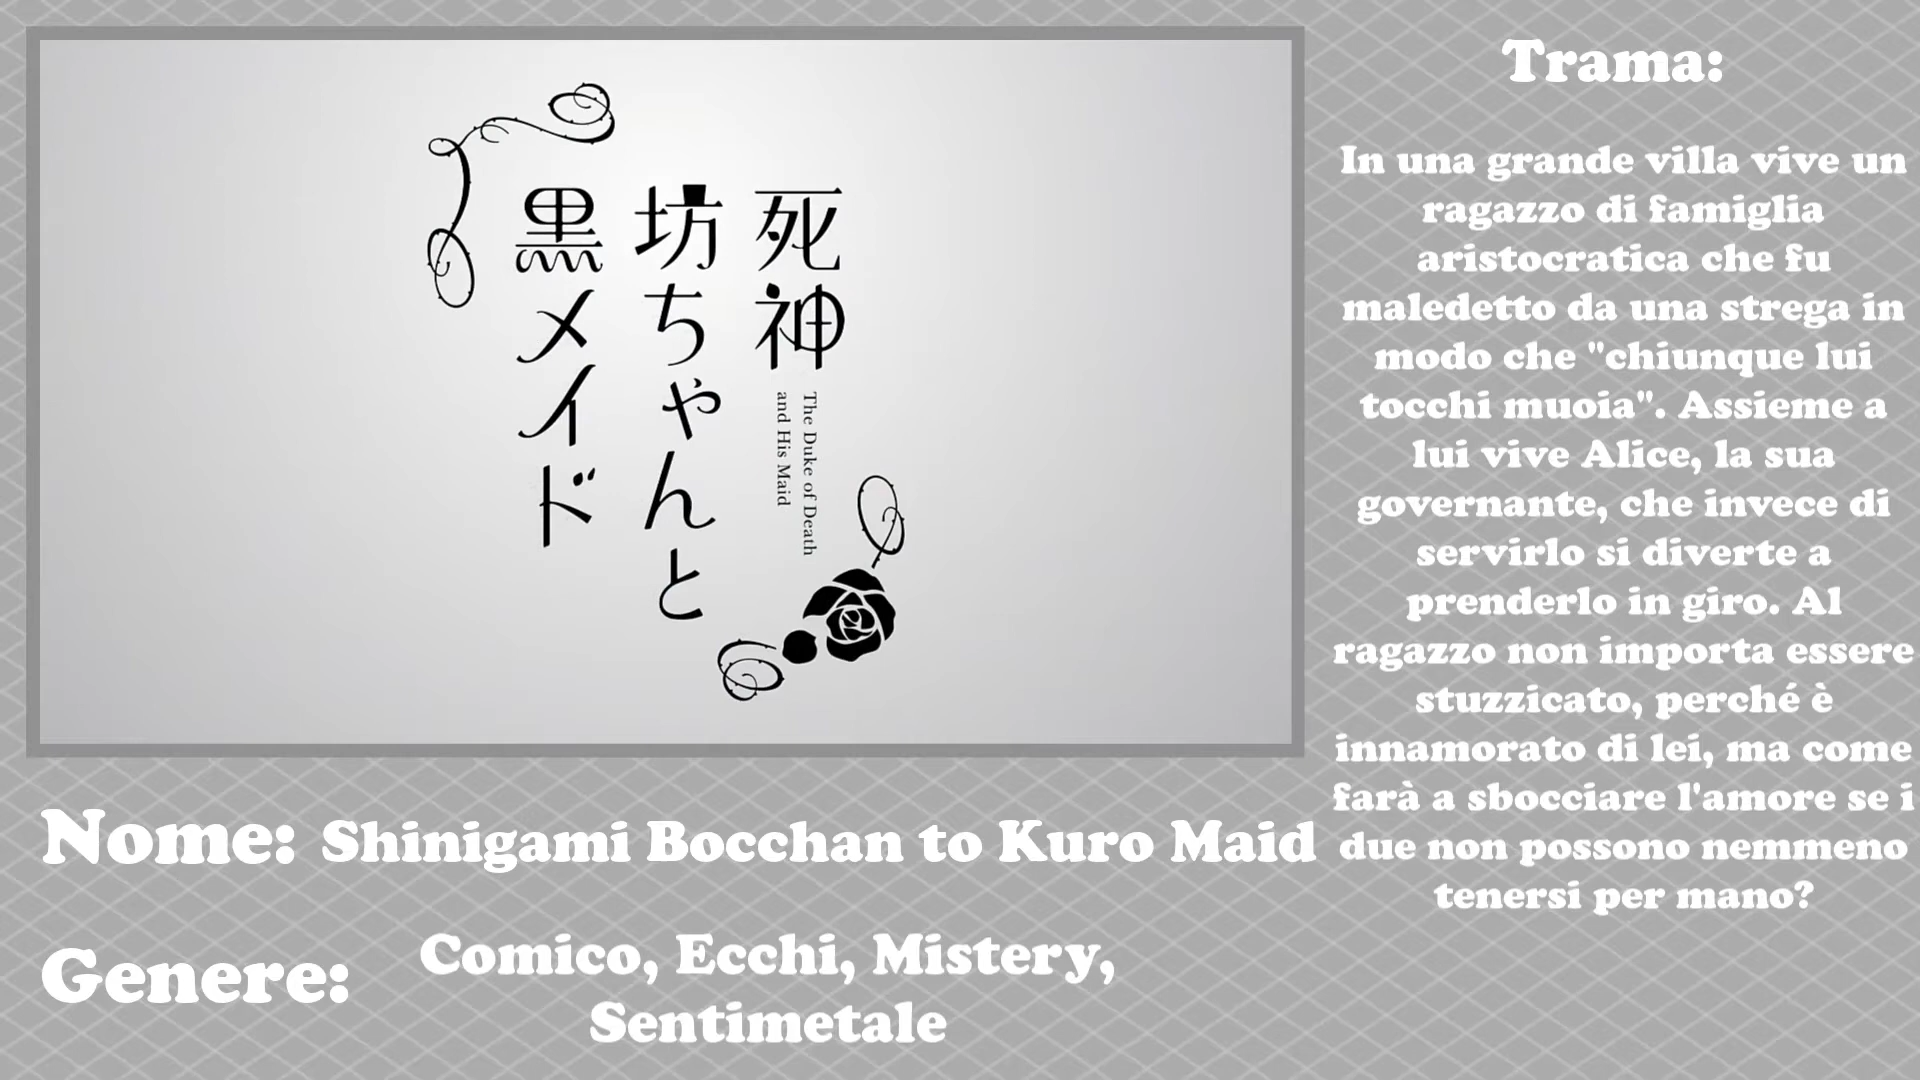 死神
坊ちゃんと
黒メイド
The Duke of Death
and His Maid
Nome: Shinigami Bocchan to Kuro Maid
Genere: Comico, Ecchi, Mistery,
Sentimetale
Trama:
In una grande villa vive un
ragazzo di famiglia
aristocratica che fu
maledetto da una strega in
modo che "chiunque lui
tocchi muoia". Assieme a
lui vive Alice, la sua
governante, che invece di
servirlo si diverte a
prenderlo in giro. Al
ragazzo non importa essere
stuzzicato, perché è
innamorato di lei, ma come
farà a sbocciare l'amore se i
due non possono nemmeno
tenersi per mano?